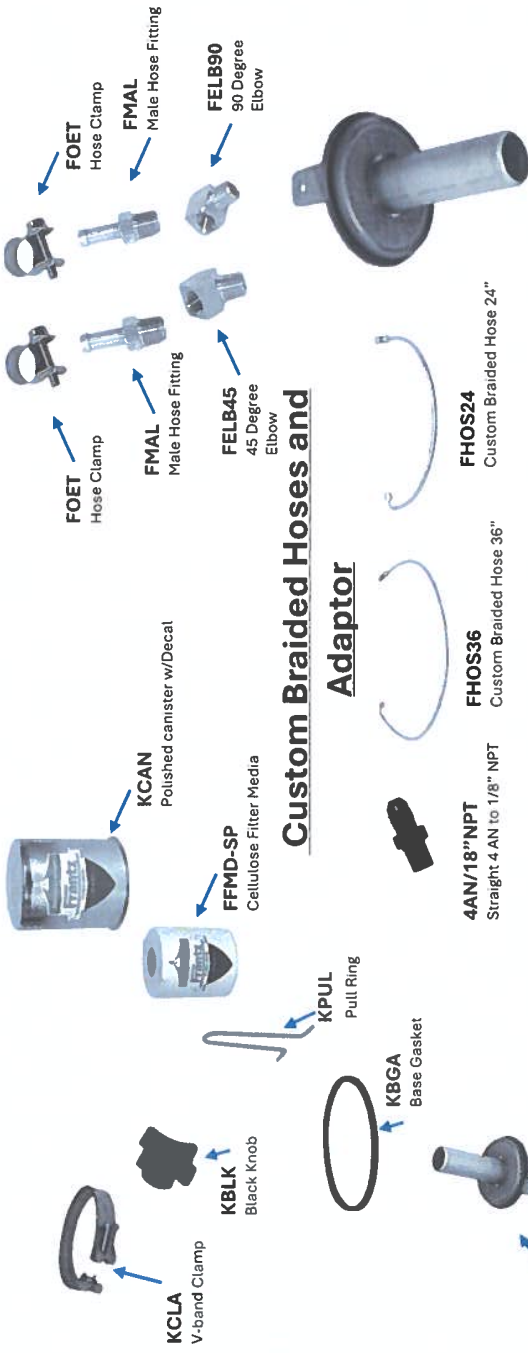 KCLA
V-band Clamp
KBLK
Black Knob
KPUL
Pull Ring
KBGA
Base Gasket
KCAN
Polished canister w/Decal
Frantz
FFMD-SP
Cellulose Filter Media
Frantz
FOET
Hose Clamp
FOET
Hose Clamp
FMAL
Male Hose Fitting
FMAL
Male Hose Fitting
FELB45
45 Degree
Elbow
FELB90
90 Degree
Elbow
Custom Braided Hoses and
Adaptor
4AN/18”NPT
Straight 4 AN to 1/8” NPT
FHOS36
Custom Braided Hose 36”
FHOS24
Custom Braided Hose 24”